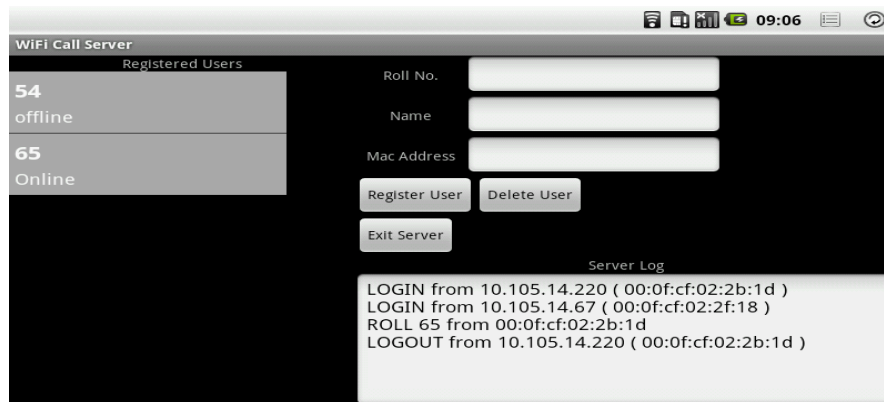 09:06
WiFi Call Server
Registered Users
54
offline
65
Online
Roll No.
Name
Mac Address
Register User
Delete User
Exit Server
Server Log
LOGIN from 10.105.14.220 ( 00:0f:cf:02:2b:1d )
LOGIN from 10.105.14.67 ( 00:0f:cf:02:2f:18 )
ROLL 65 from 00:0f:cf:02:2b:1d
LOGOUT from 10.105.14.220 ( 00:0f:cf:02:2b:1d )